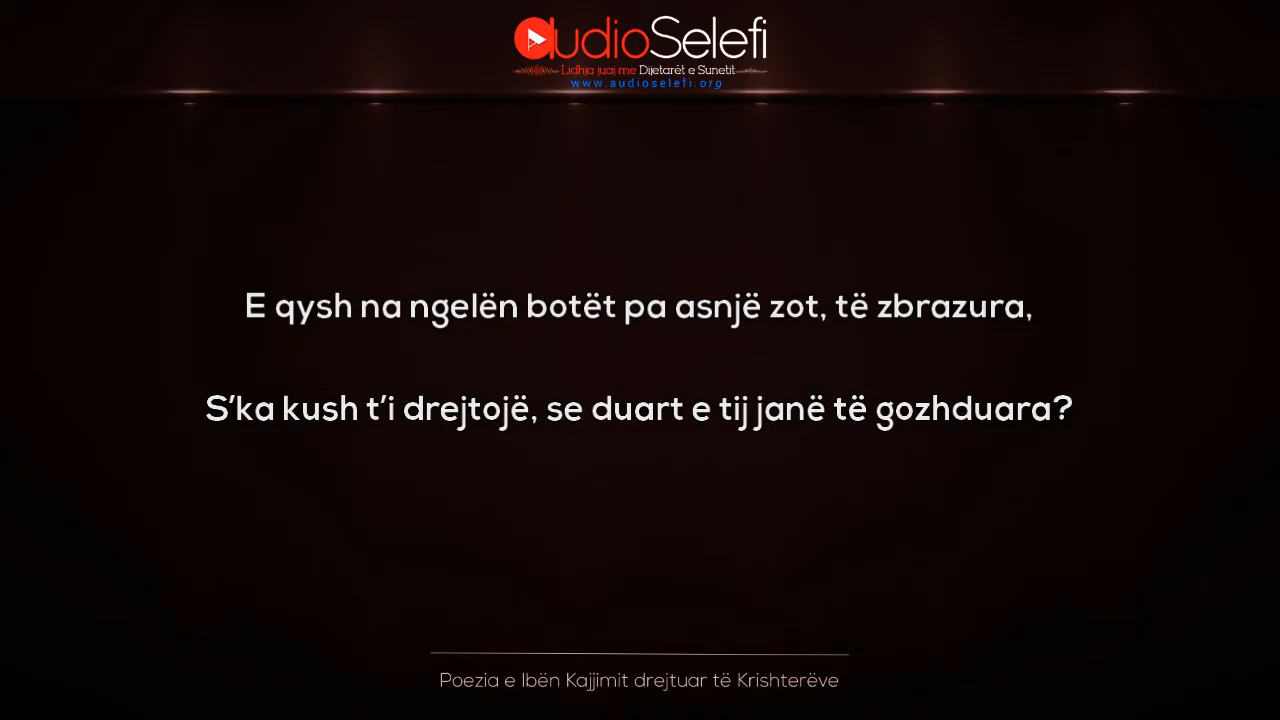 audioSelefi
Lidhja juaj me Dijetarët e Sunetit
www.audioselefi.org
E qysh na ngelën botët pa asnjë zot, të zbrazura,
S’ka kush t’i drejtojë, se duart e tij janë të gozhduara?
Poezia e Ibën Kajjimit drejtuar të Krishterëve